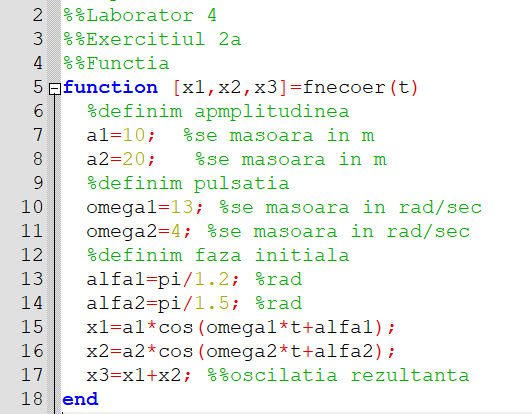 2 %%Laborator 4
3 %%Exercitiul 2a
4 %%Functia
5 function [x1,x2,x3]=fnecoer(t)
6 %definim apmplitudinea
7 a1=10; %se masoara in m
8 a2=20; %se masoara in m
9 %definim pulsatia
10 omega1=13; %se masoara in rad/sec
11 omega2=4; %se masoara in rad/sec
12 %definim faza initiala
13 alfa1=pi/1.2; %rad
14 alfa2=pi/1.5; %rad
15 x1=a1*cos(omega1*t+alfa1);
16 x2=a2*cos(omega2*t+alfa2);
17 x3=x1+x2; %%oscilatia rezultanta
18 end